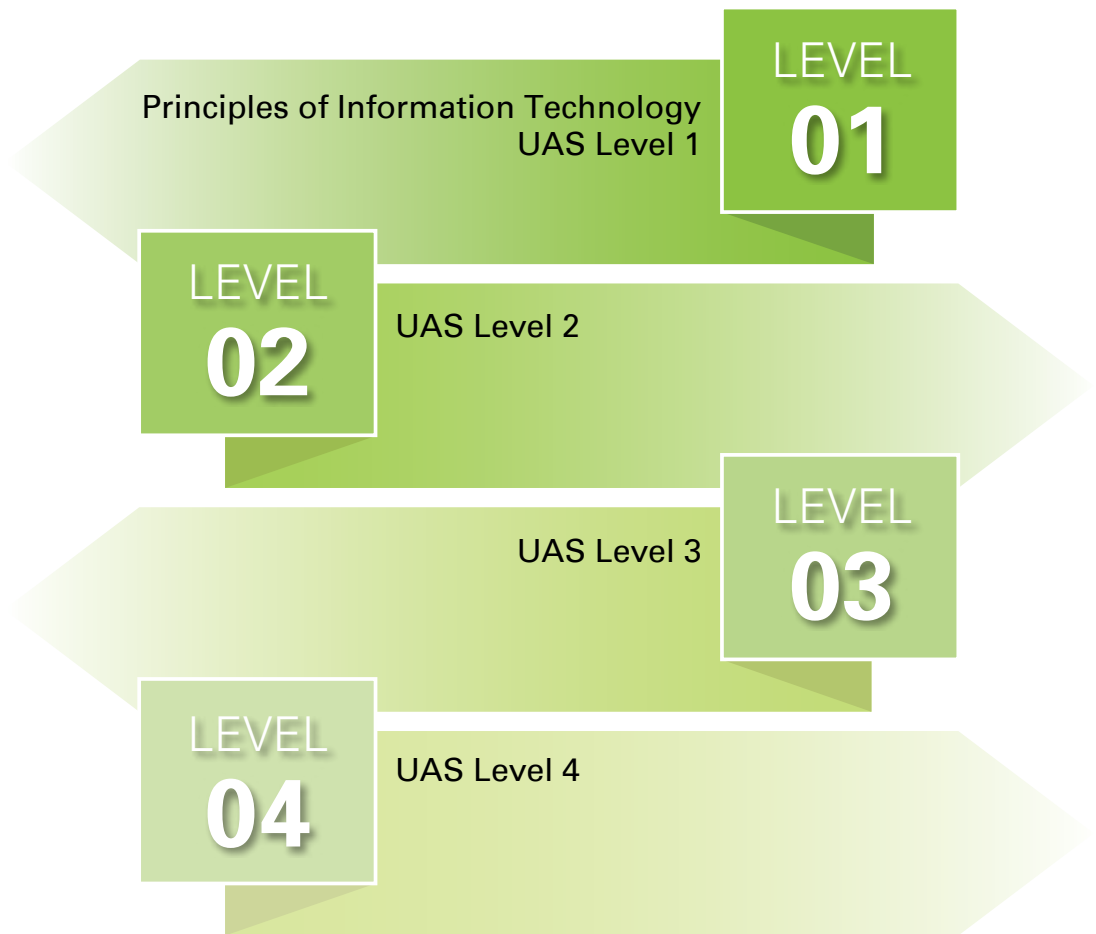 LEVEL
01
Principles of Information Technology
UAS Level 1
LEVEL
02
UAS Level 2
LEVEL
03
UAS Level 3
LEVEL
04
UAS Level 4